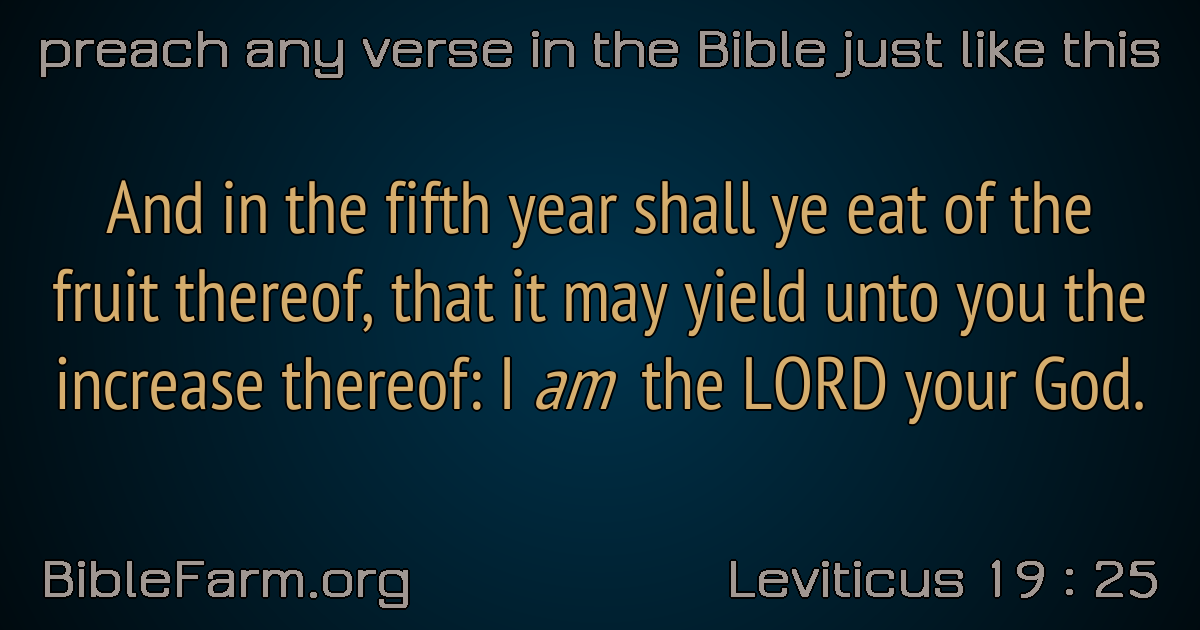 preach any verse in the Bible just like this
And in the fifth year shall ye eat of the
fruit thereof, that it may yield unto you the
increase thereof: I am the LORD your God.
BibleFarm.org
Leviticus 19 : 25